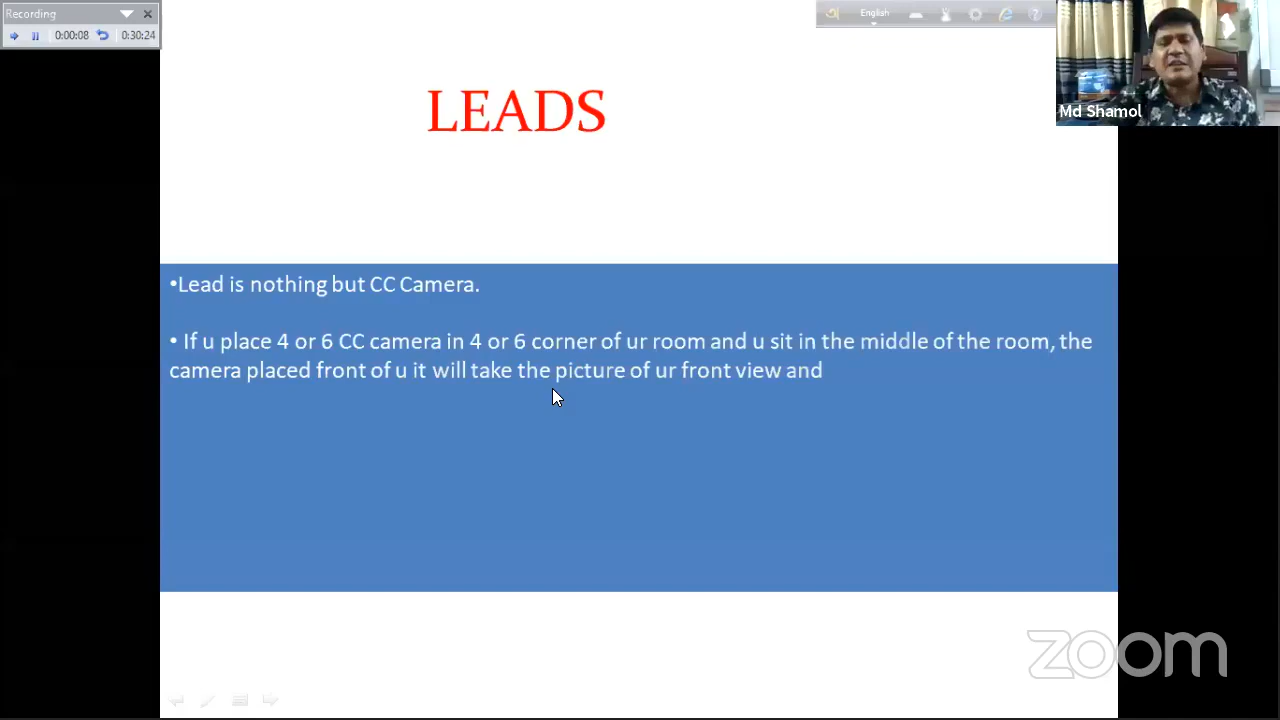 Recording
0:00:08
0:30:24
English
Md Shamol
LEADS
•Lead is nothing but CC Camera.
• If u place 4 or 6 CC camera in 4 or 6 corner of ur room and u sit in the middle of the room, the
camera placed front of u it will take the picture of ur front view and
zoom